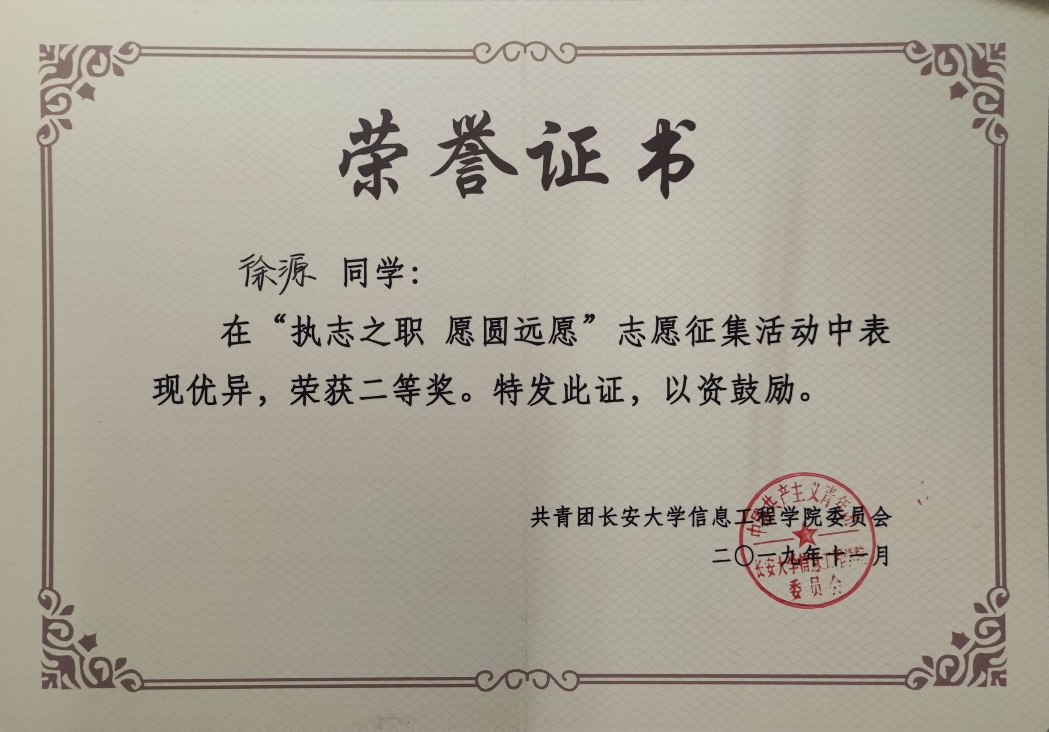 荣誉证书
徐源 同学：
在“执志之职 愿圆远愿”志愿征集活动中表
现优异，荣获二等奖。特发此证，以资鼓励。
共青团长安大学信息工程学院委员会
二〇一九年十一月
中国共产主义青年团
长安大学信息工程学院
委员会